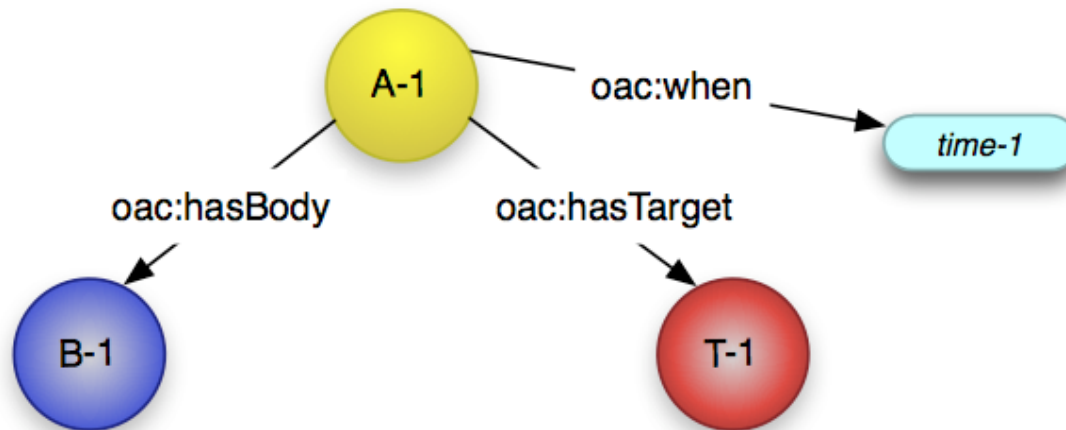 A-1
oac:when
time-1
oac:hasBody
oac:hasTarget
B-1
T-1